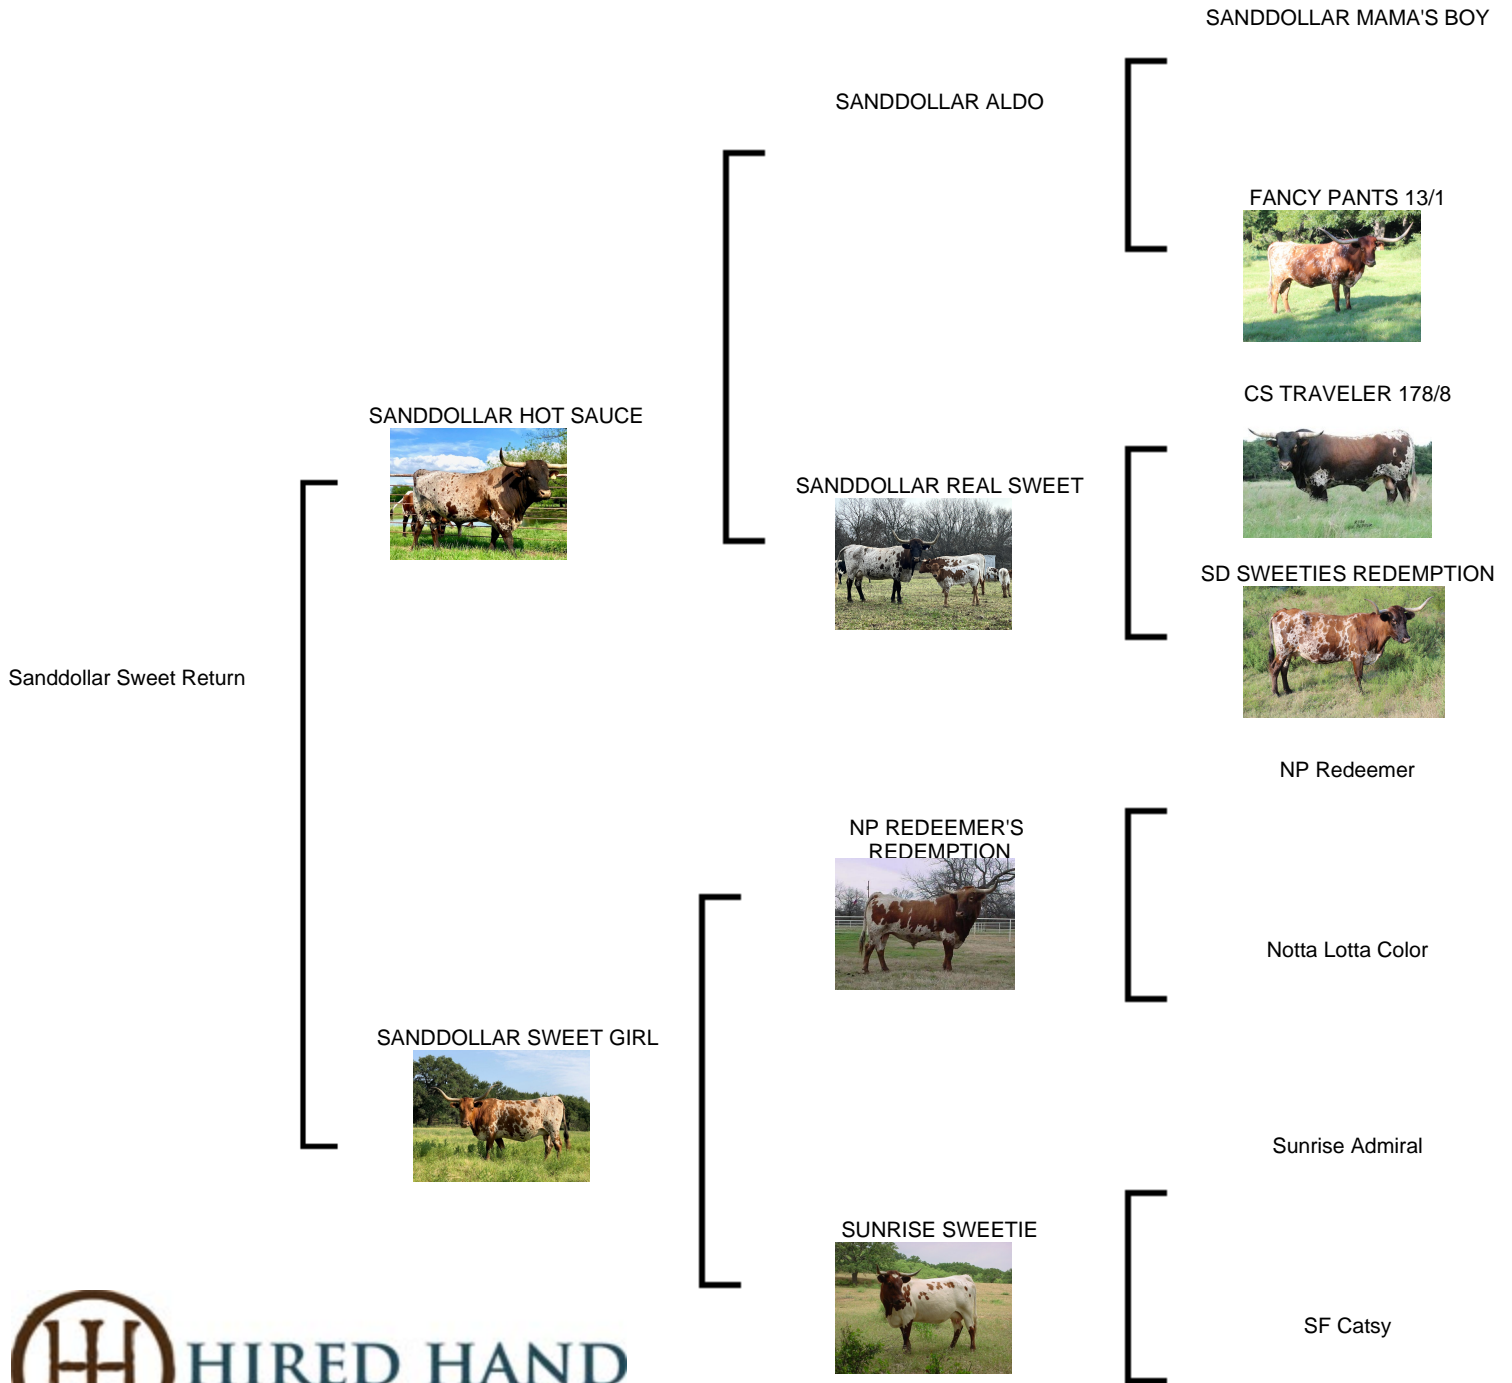 SANDDOLLAR MAMA'S BOY
SANDDOLLAR ALDO
FANCY PANTS 13/1
CS TRAVELER 178/8
SANDDOLLAR HOT SAUCE
SANDDOLLAR REAL SWEET
SD SWEETIES REDEMPTION
Sanddollar Sweet Return
NP Redeemer
NP REDEEMER'S
REDEMPTION
Notta Lotta Color
SANDDOLLAR SWEET GIRL
Sunrise Admiral
SUNRISE SWEETIE
SF Catsy
HIRED HAND